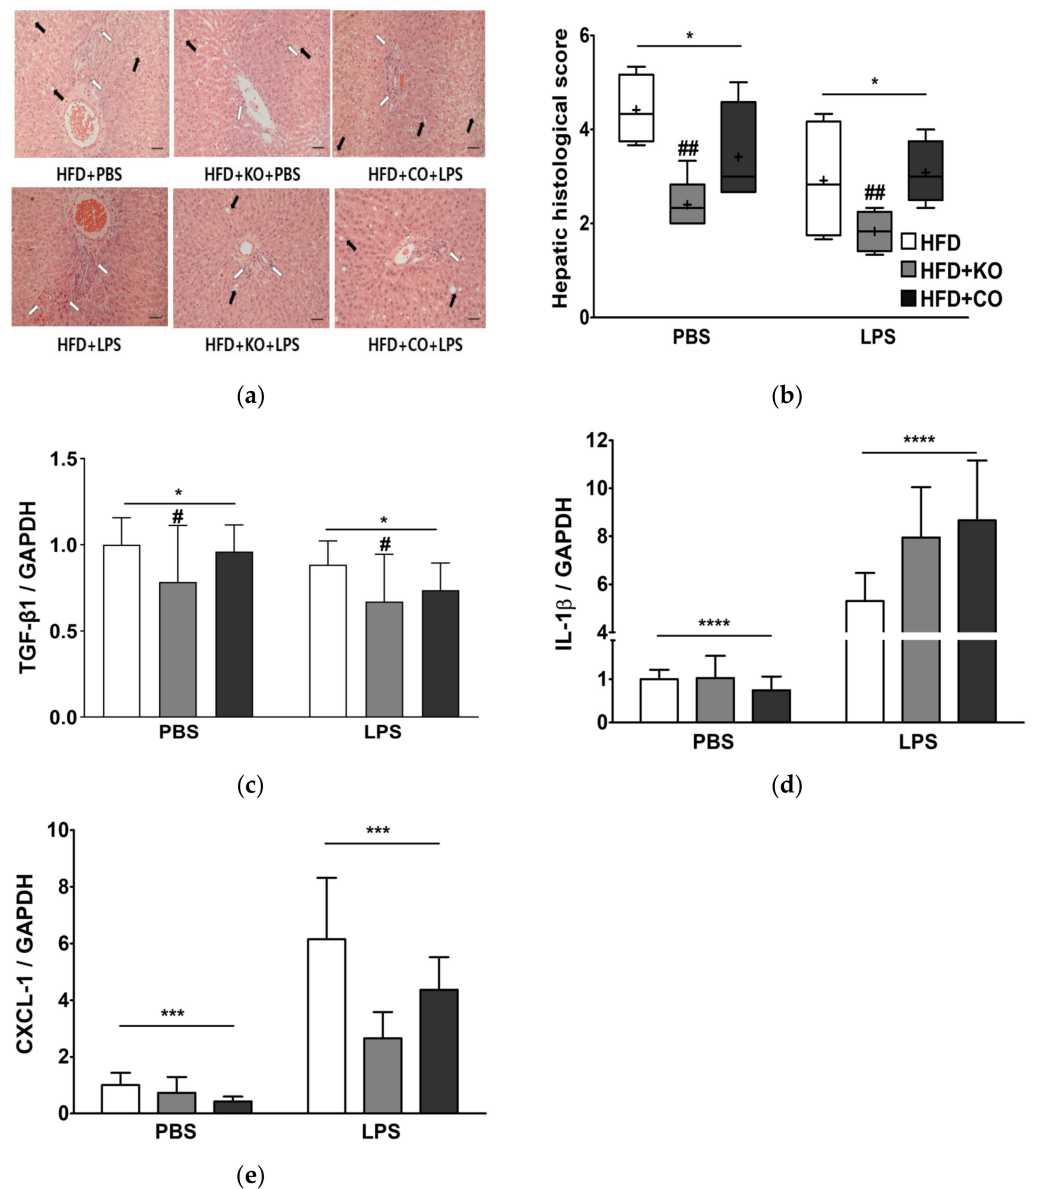 HFD+PBS
HFD+KO+PBS
HFD+CO+LPS
HFD+LPS
HFD+KO+LPS
HFD+CO+LPS
(a)
Hepatic histological score
6
4
2
0
*
*
##
##
HFD
HFD+KO
HFD+CO
PBS
LPS
(b)
TGF-β1 / GAPDH
1.5
1.0
0.5
0.0
*
#
*
#
PBS
LPS
(c)
IL-1β / GAPDH
12
10
8
6
4
1
0
****
****
PBS
LPS
(d)
CXCL-1 / GAPDH
10
8
6
4
2
0
***
***
PBS
LPS
(e)